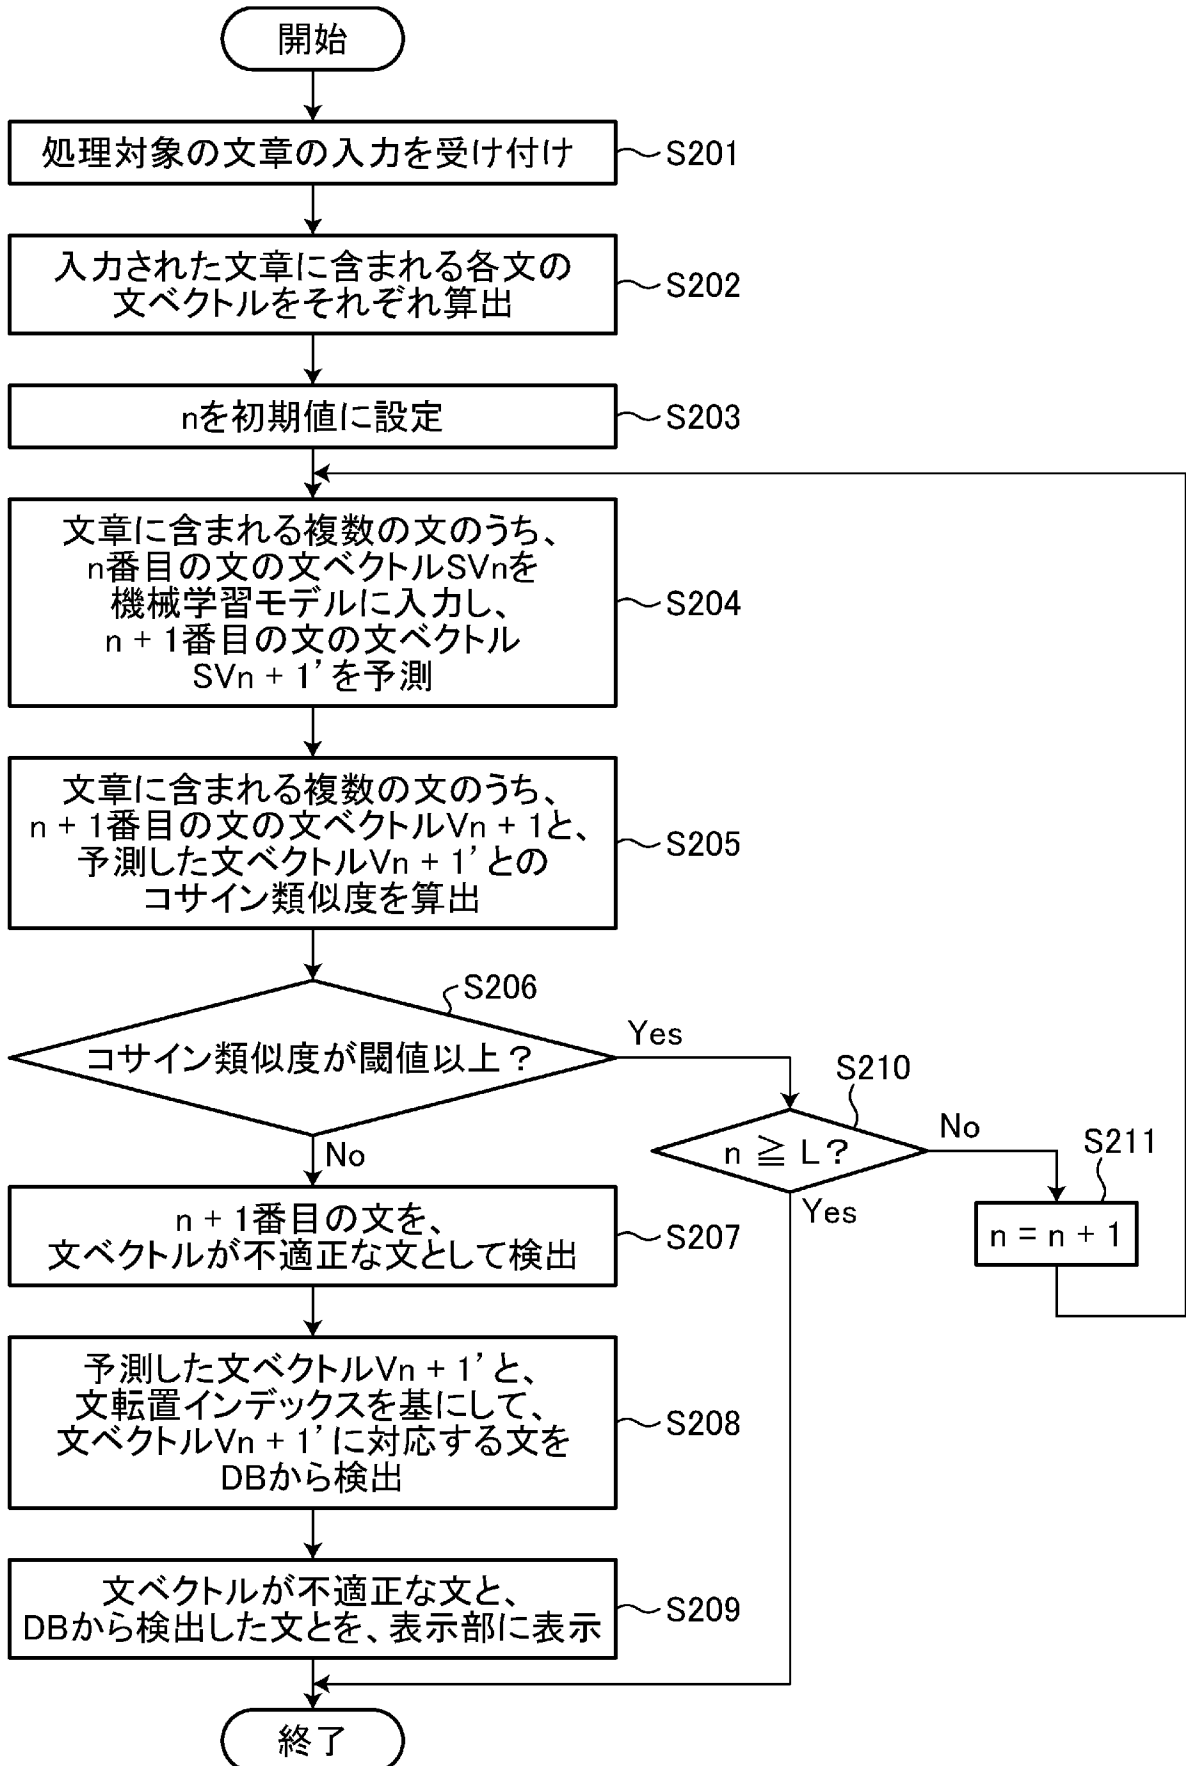 開始
処理対象の文章の入力を受け付け
S201
入力された文章に含まれる各文の
文ベクトルをそれぞれ算出
S202
nを初期値に設定
S203
文章に含まれる複数の文のうち、
n番目の文の文ベクトルSVnを
機械学習モデルに入力し、
n + 1番目の文の文ベクトル
SVn + 1’を予測
S204
文章に含まれる複数の文のうち、
n + 1番目の文の文ベクトルVn + 1と、
予測した文ベクトルVn + 1’との
コサイン類似度を算出
S205
S206
コサイン類似度が閾値以上？
Yes
No
S210
n ≧ L？
No
Yes
S211
n = n + 1
n + 1番目の文を、
文ベクトルが不適正な文として検出
S207
予測した文ベクトルVn + 1’と、
文転置インデックスを基にして、
文ベクトルVn + 1’に対応する文を
DBから検出
S208
文ベクトルが不適正な文と、
DBから検出した文とを、表示部に表示
S209
終了